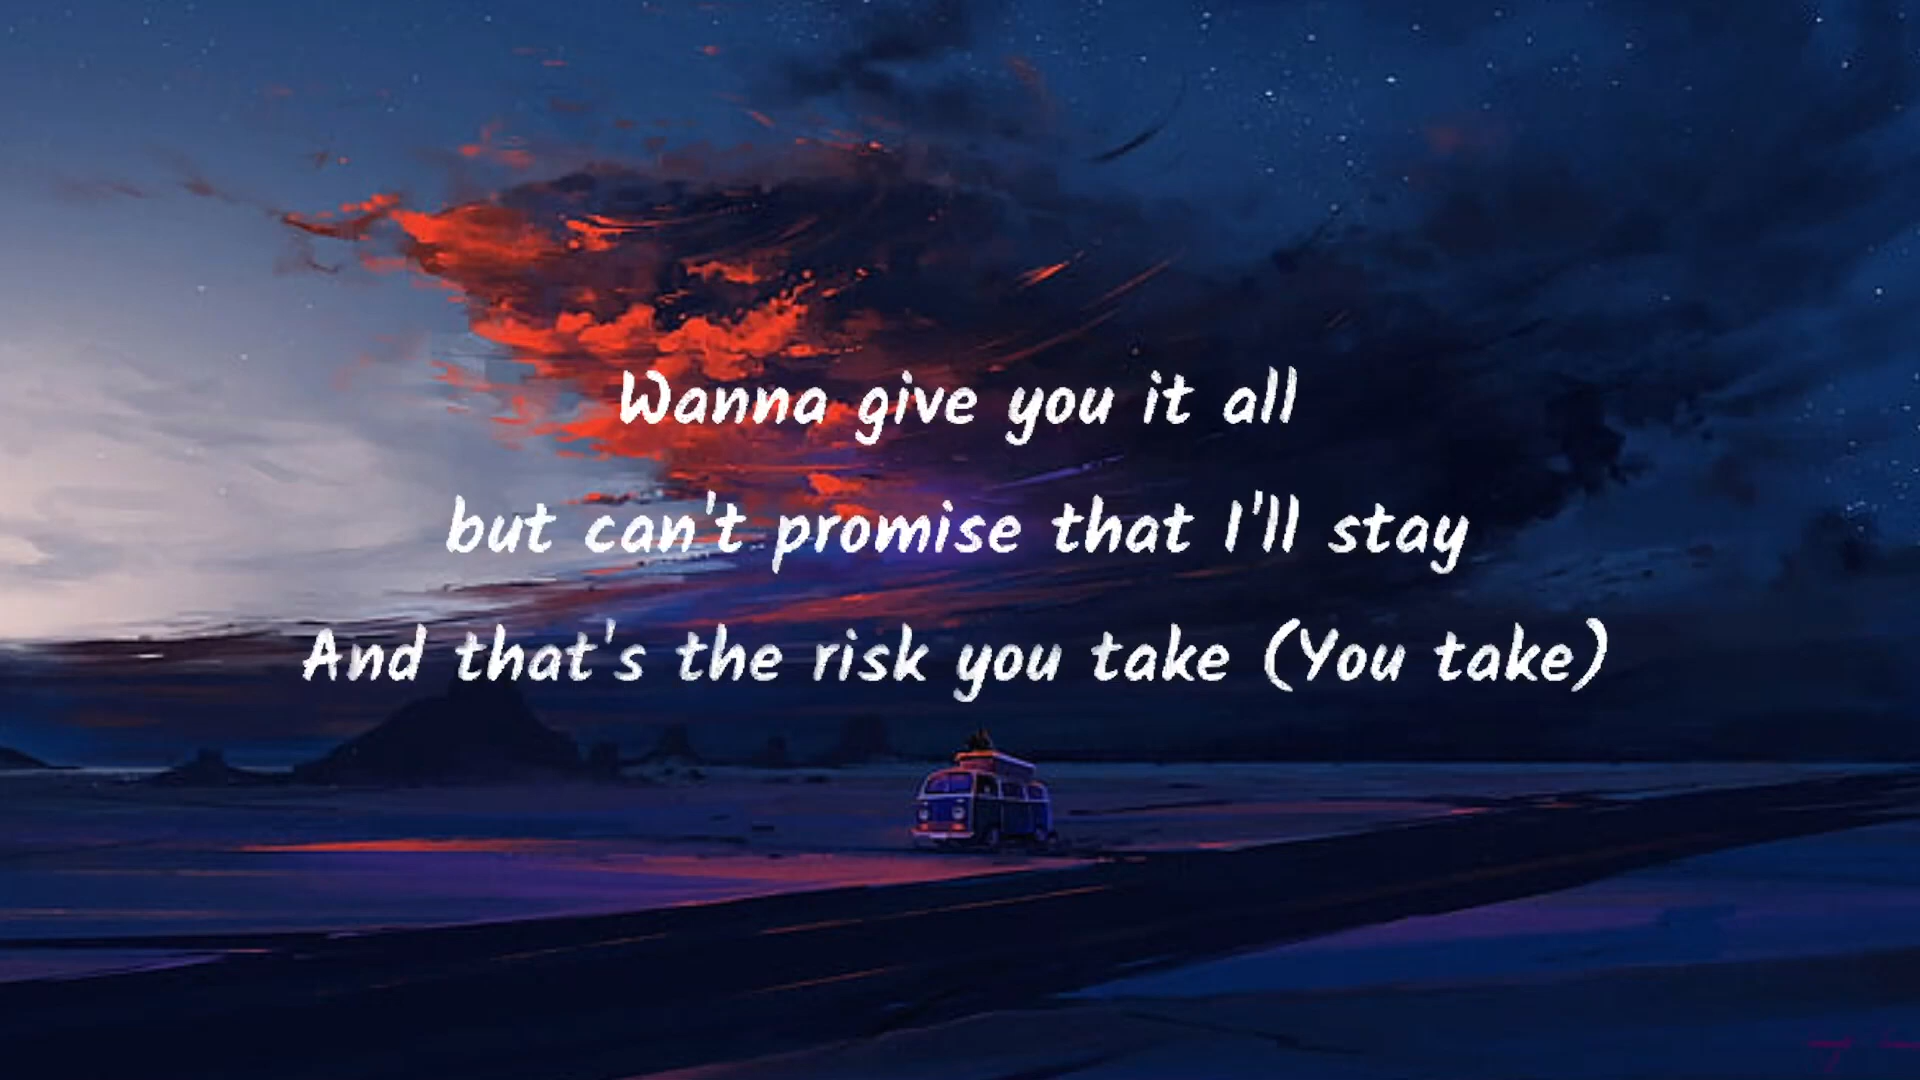 Wanna give you it all
but can't promise that I'll stay
And that's the risk you take (You take)